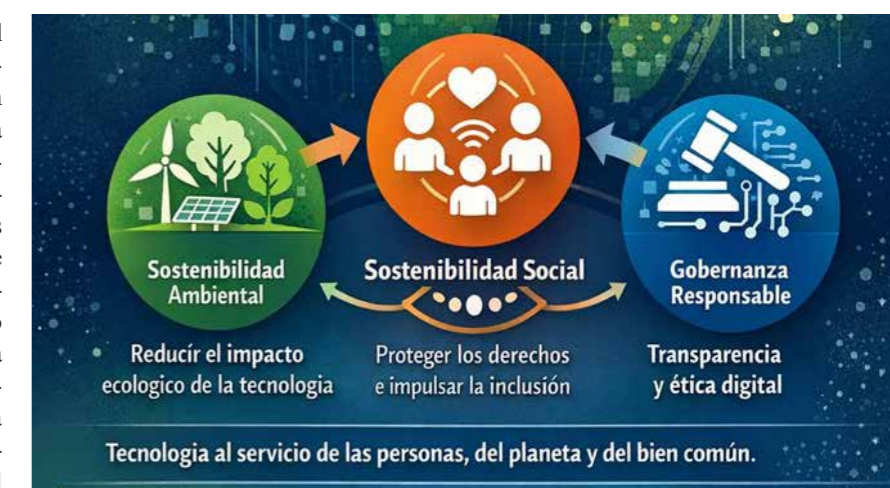 Sostenibilidad
Ambiental
Sostenibilidad Social
Gobernanza
Responsable
Reducír el impacto
ecologico de la tecnologia
Proteger los derechos
e impulsar la inclusión
Transparencia
y ética digital
Tecnologia al servicio de las personas, del planeta y del bien común.